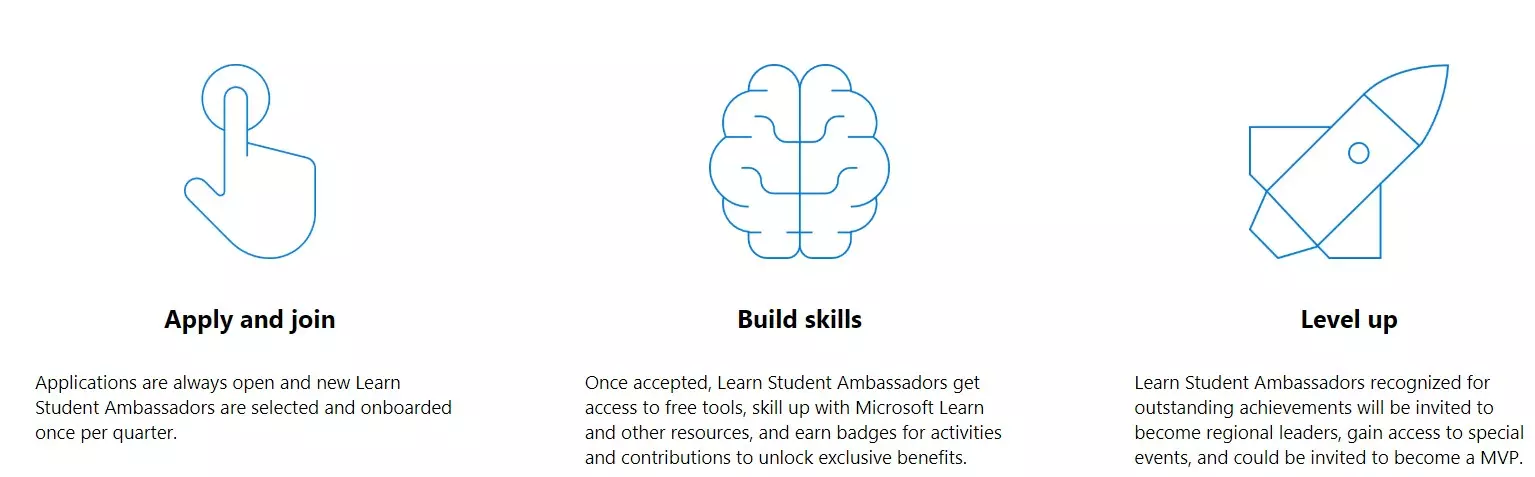 Apply and join
Applications are always open and new Learn
Student Ambassadors are selected and onboarded
once per quarter.
Build skills
Once accepted, Learn Student Ambassadors get
access to free tools, skill up with Microsoft Learn
and other resources, and earn badges for activities
and contributions to unlock exclusive benefits.
Level up
Learn Student Ambassadors recognized for
outstanding achievements will be invited to
become regional leaders, gain access to special
events, and could be invited to become a MVP.